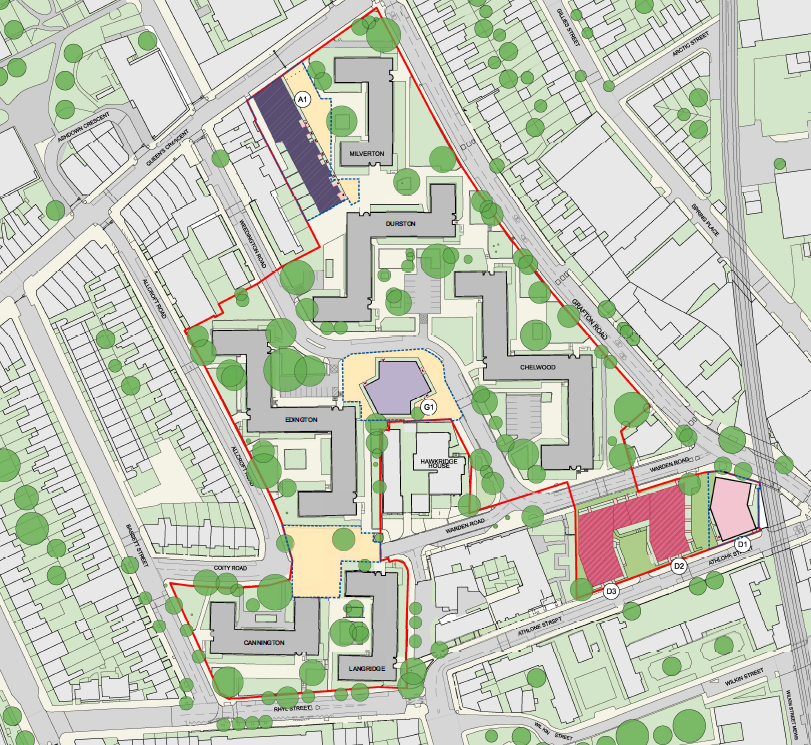 GILLIES STREET
ARCTIC STREET
ASHDOWN CRESCENT
QUEEN'S CRESCENT
A1
MILVERTON
SPRING PLACE
WEEDINGTON ROAD
DURSTON
ALLCROFT ROAD
GRAFTON ROAD
CHELWOOD
G1
EDINGTON
ALLCROFT
HAWKRIDGE
HOUSE
WARDEN ROAD
WARDEN ROAD
BASSETT STREET
D1
COITY ROAD
ATHLONE ST
D2
D3
ATHLONE STREET
CANNINGTON
LANGRIDGE
WILKIN STREET
RHYL STREET
WILKIN STREET MEWS
STREET